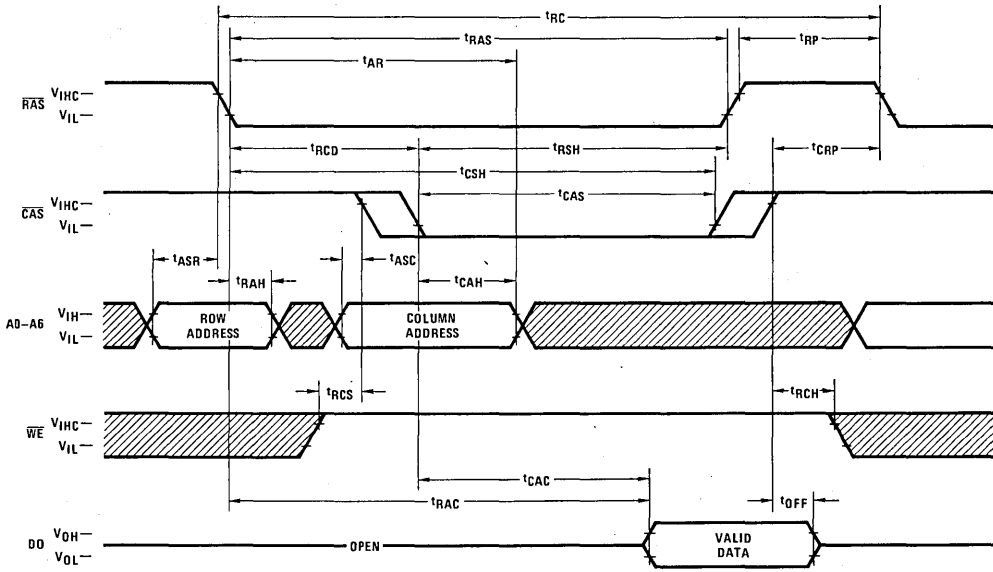 tRC
tRAS
tRP
tAR
RAS VIHC
VIL
tRCD
tRSH
tCRP
tCSH
tCAS
CAS VIHC
VIL
tASR
tASC
tRAH
tCAH
A0-A6 VIH
VIL
ROW
ADDRESS
COLUMN
ADDRESS
tRCS
tRCH
WE VIHC
VIL
tCAC
tRAC
tOFF
DO VOH
VOL
OPEN
VALID
DATA